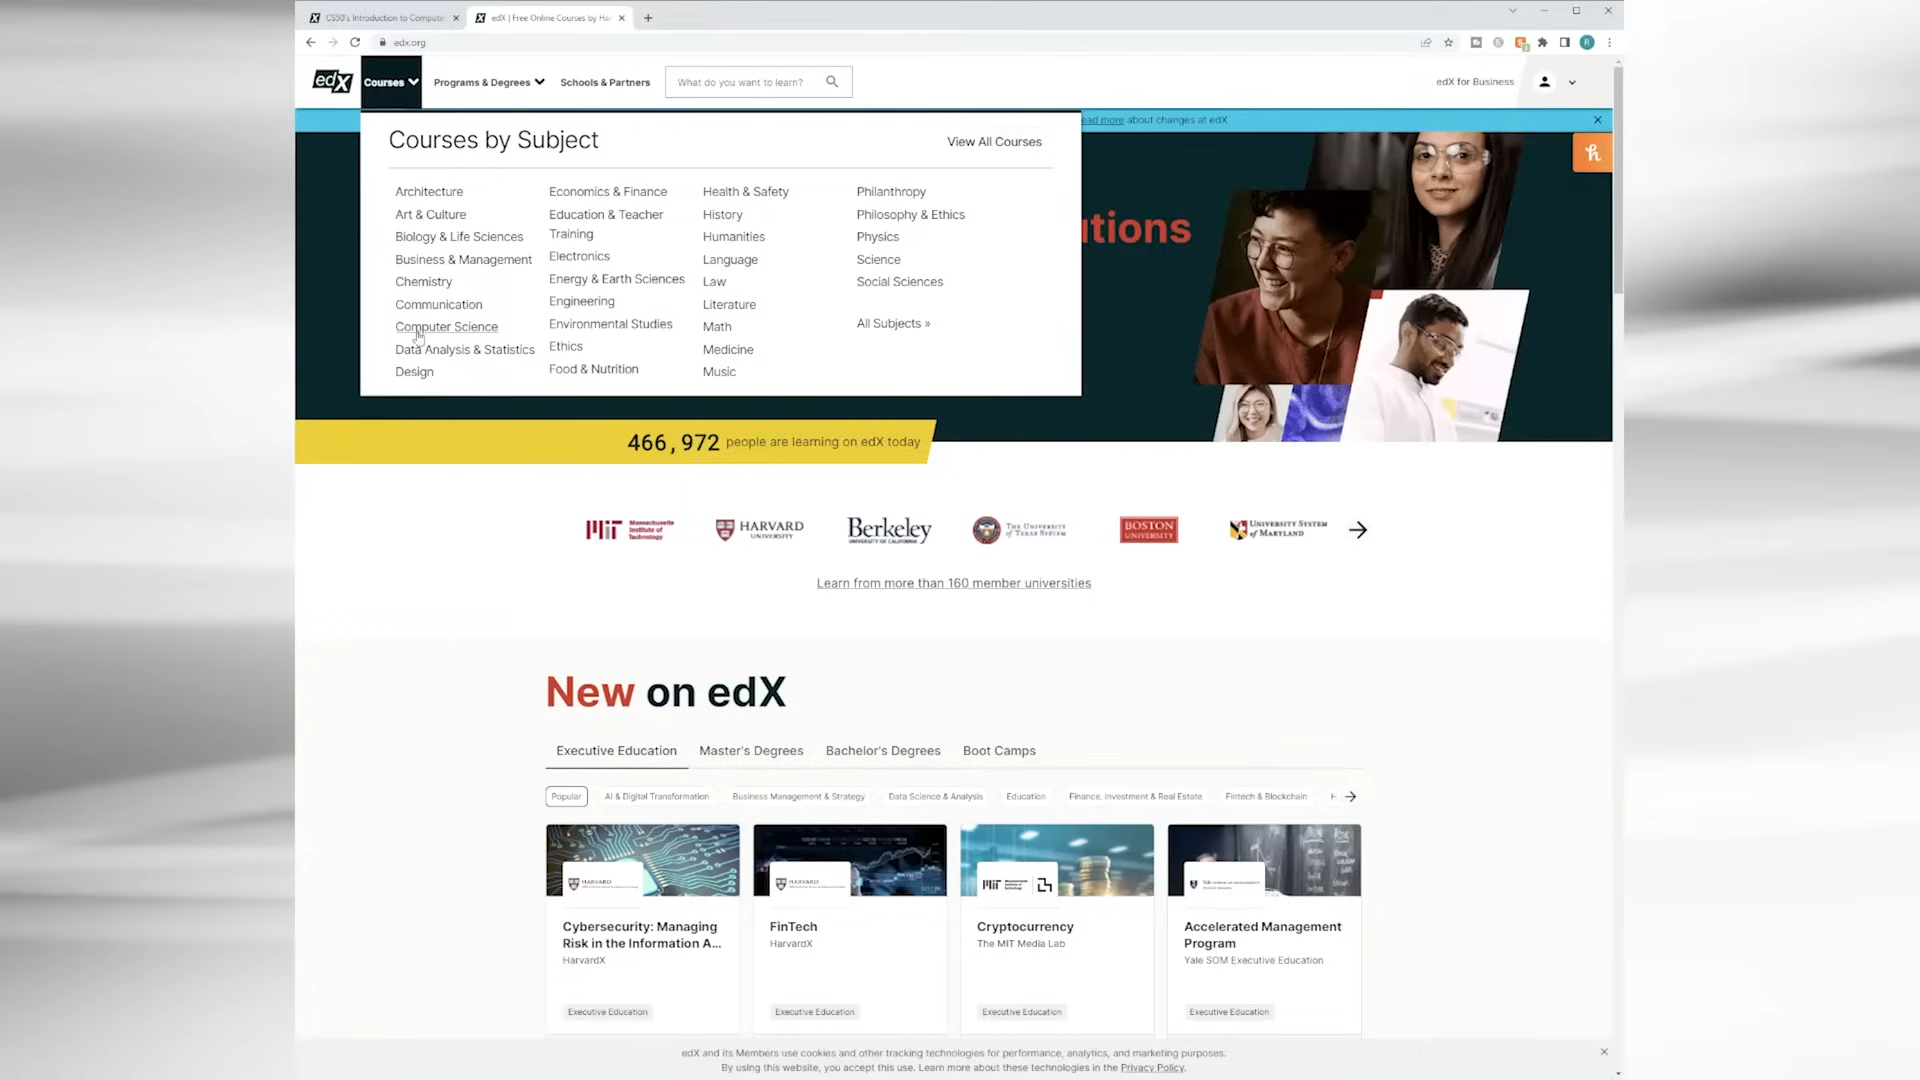 CS50's Introduction to Compute
edX | Free Online Courses by Ha
edx.org
edX
Courses
Programs & Degrees
Schools & Partners
What do you want to learn?
edX for Business
ead more about changes at edX
Courses by Subject
View All Courses
Architecture
Art & Culture
Biology & Life Sciences
Business & Management
Chemistry
Communication
Computer Science
Data Analysis & Statistics
Design
Economics & Finance
Education & Teacher
Training
Electronics
Energy & Earth Sciences
Engineering
Environmental Studies
Ethics
Food & Nutrition
Health & Safety
History
Humanities
Language
Law
Literature
Math
Medicine
Music
Philanthropy
Philosophy & Ethics
Physics
Science
Social Sciences
All Subjects »
utions
466,972 people are learning on edX today
MIT Massachusetts
Institute of
Technology
HARVARD
UNIVERSITY
Berkeley
UNIVERSITY OF CALIFORNIA
THE UNIVERSITY
of TEXAS SYSTEM
BOSTON
UNIVERSITY
UNIVERSITY SYSTEM
of MARYLAND
Learn from more than 160 member universities
New on edX
Executive Education
Master's Degrees
Bachelor's Degrees
Boot Camps
Popular
AI & Digital Transformation
Business Management & Strategy
Data Science & Analysis
Education
Finance, Investment & Real Estate
Fintech & Blockchain
H
HARVARD
HARVARD
Cybersecurity: Managing
Risk in the Information A...
HarvardX
Executive Education
FinTech
HarvardX
Executive Education
Cryptocurrency
The MIT Media Lab
Executive Education
Accelerated Management
Program
Yale SOM Executive Education
Executive Education
edX and its Members use cookies and other tracking technologies for performance, analytics, and marketing purposes.
By using this website, you accept this use. Learn more about these technologies in the Privacy Policy.